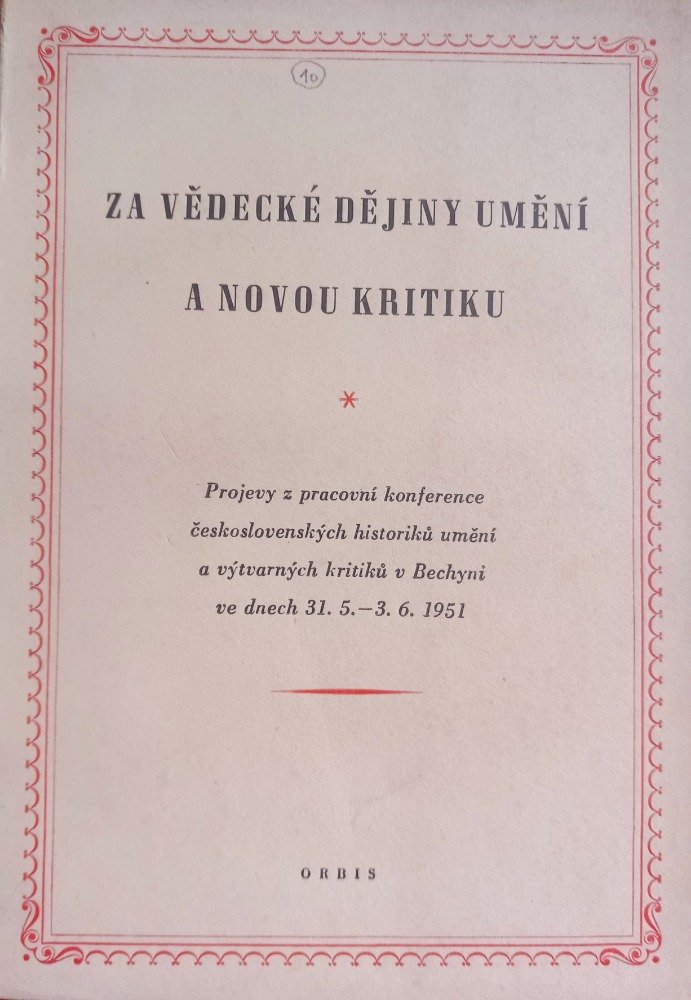 10
ZA VĚDECKÉ DĚJINY UMĚNÍ
A NOVOU KRITIKU
*
Projevy z pracovní konference
československých historiků umění
a výtvarných kritiků v Bechyni
ve dnech 31. 5.—3. 6. 1951
ORBIS